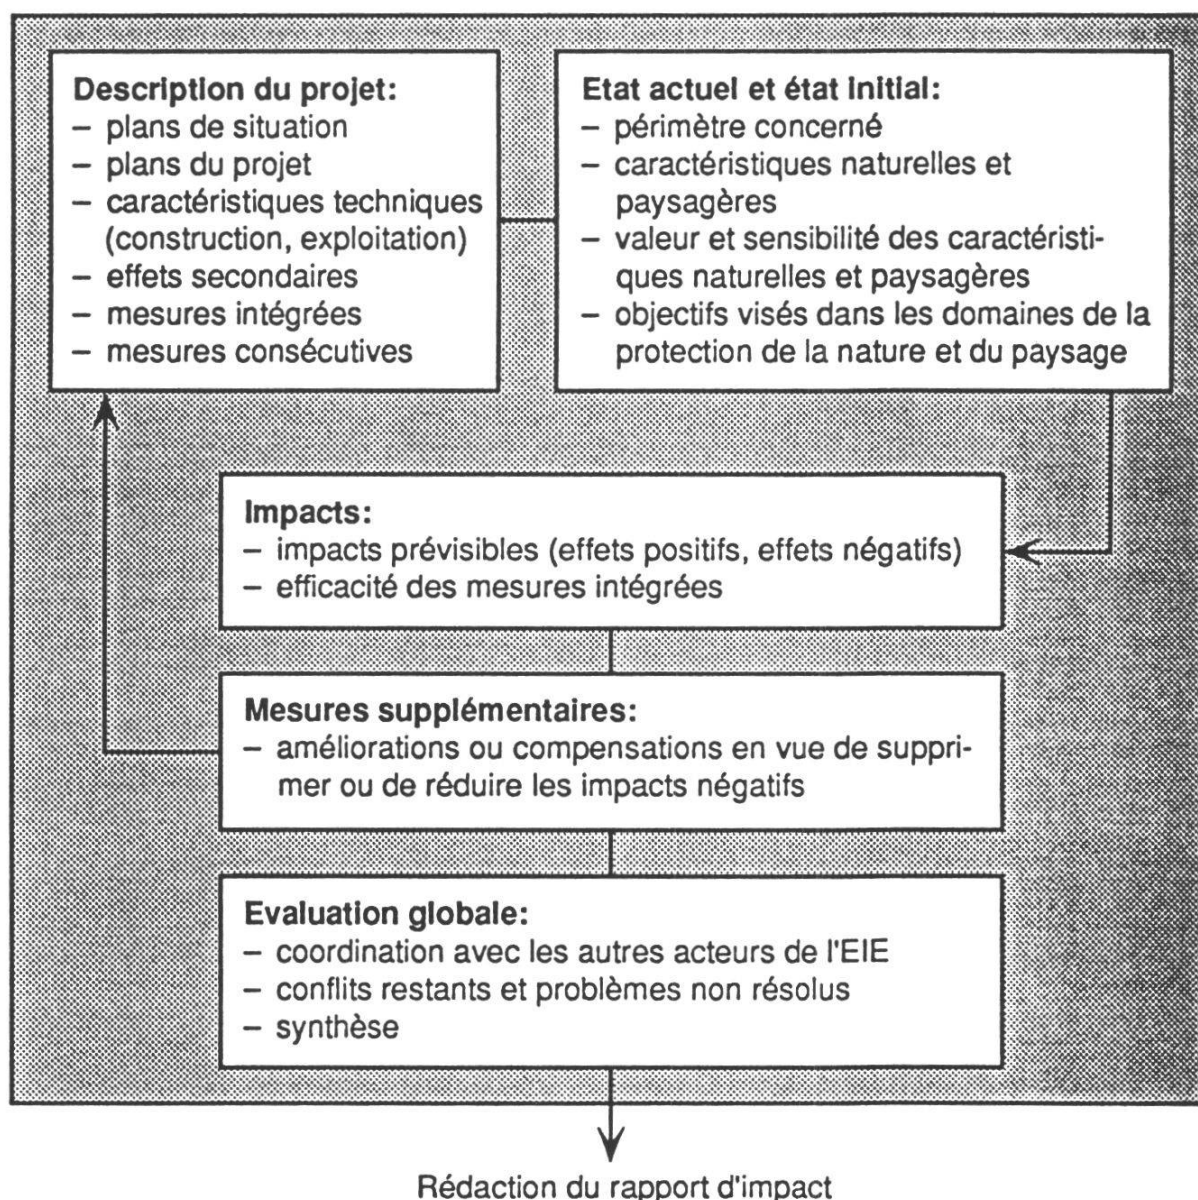 Description du projet:
– plans de situation
– plans du projet
– caractéristiques techniques
(construction, exploitation)
– effets secondaires
– mesures intégrées
– mesures consécutives
Etat actuel et état initial:
– périmètre concerné
– caractéristiques naturelles et
paysagères
– valeur et sensibilité des caractéristi-
ques naturelles et paysagères
– objectifs visés dans les domaines de la
protection de la nature et du paysage
Impacts:
– impacts prévisibles (effets positifs, effets négatifs)
– efficacité des mesures intégrées
Mesures supplémentaires:
– améliorations ou compensations en vue de suppri-
mer ou de réduire les impacts négatifs
Evaluation globale:
– coordination avec les autres acteurs de l'EIE
– conflits restants et problèmes non résolus
– synthèse
Rédaction du rapport d'impact